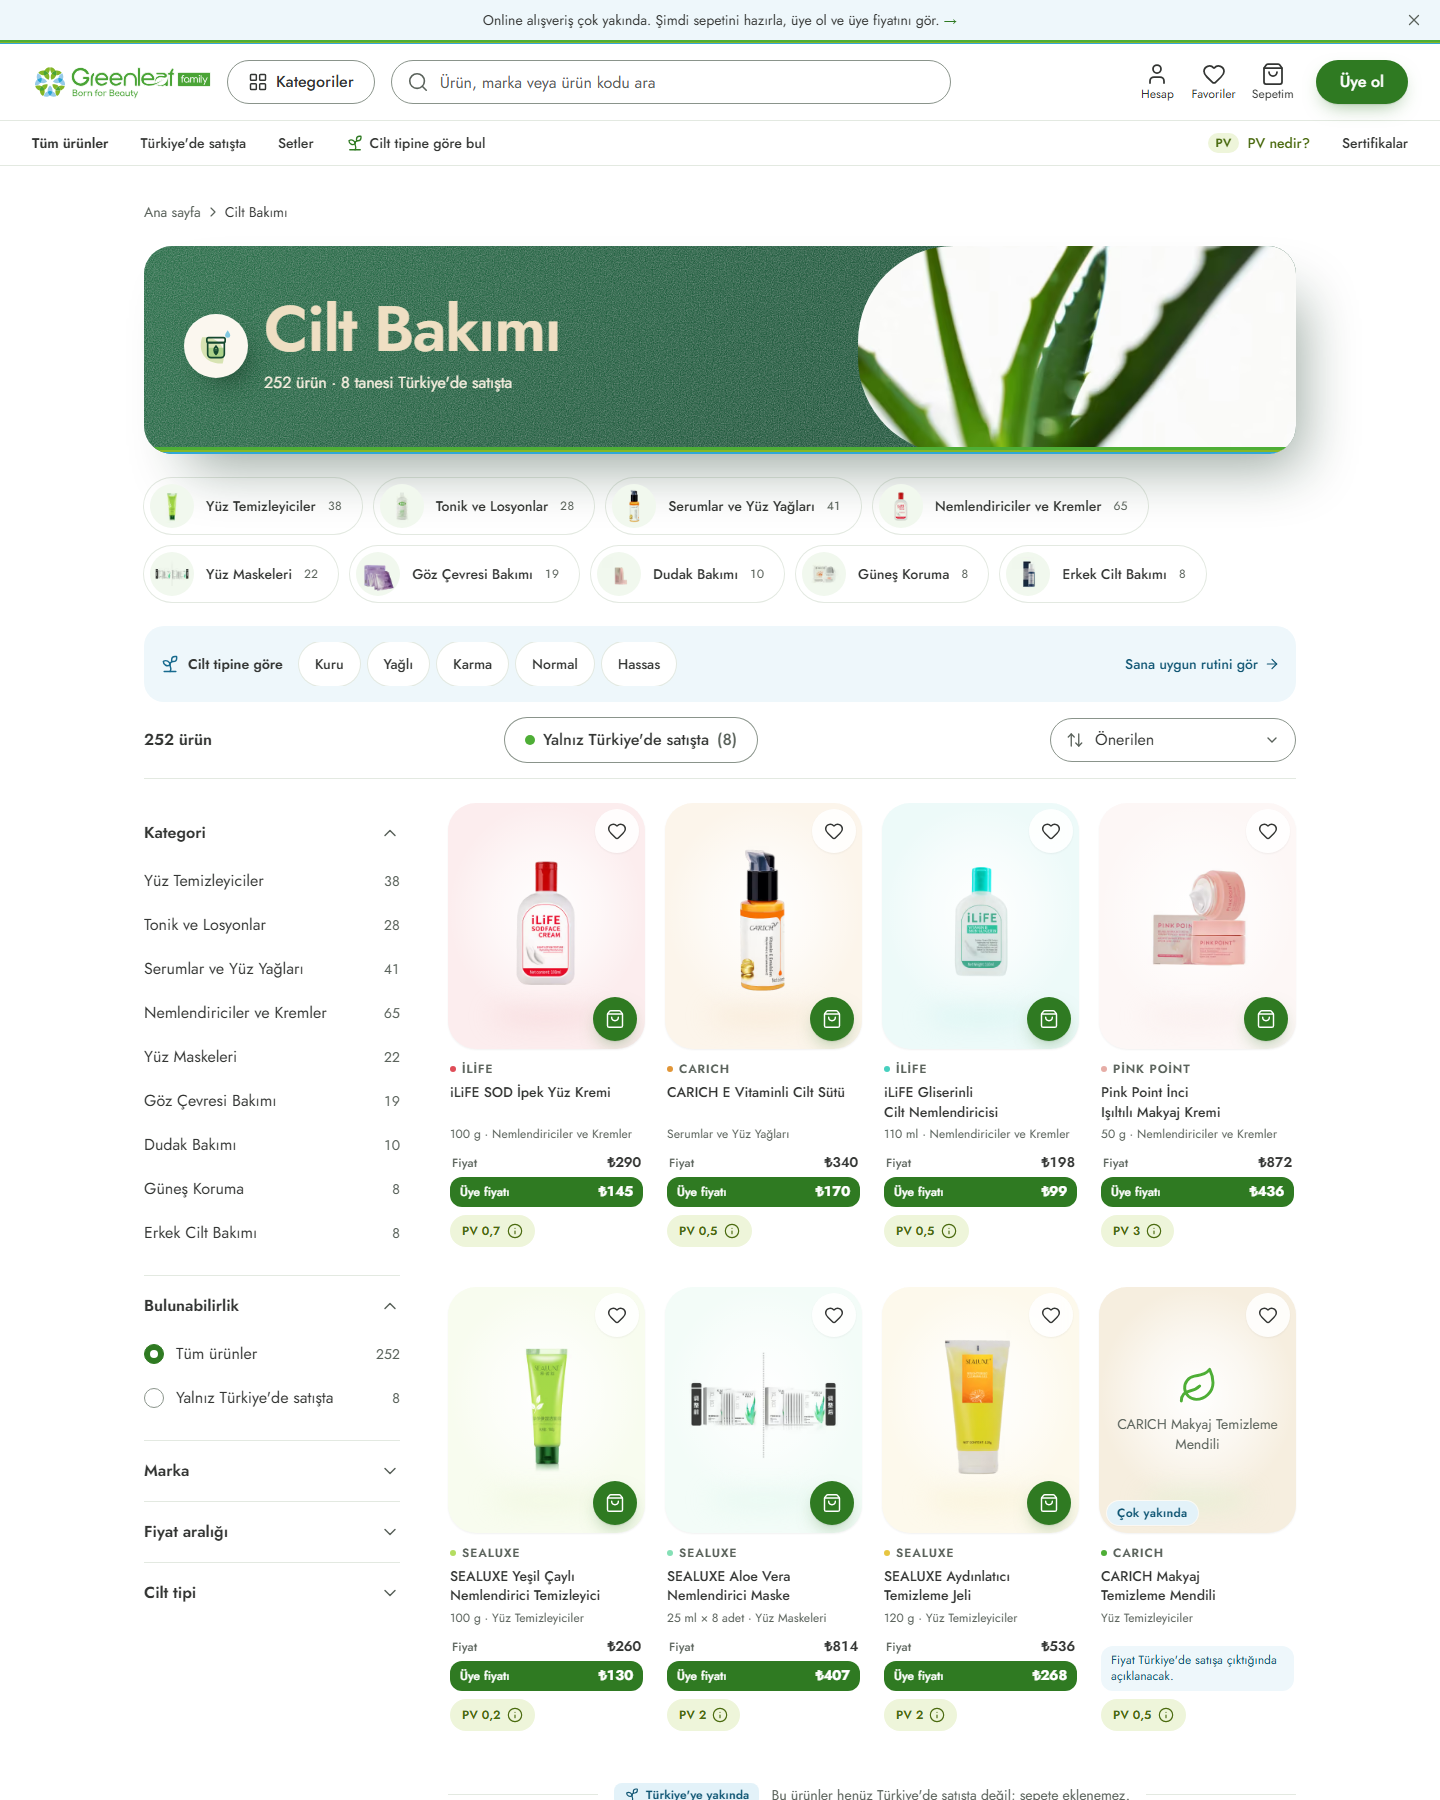 Online alışveriş çok yakında. Şimdi sepetini hazırla, üye ol ve üye fiyatını gör. →
Greenleaf family
Born for Beauty
Kategoriler
Ürün, marka veya ürün kodu ara
Hesap
Favoriler
Sepetim
Üye ol
Tüm ürünler
Türkiye'de satışta
Setler
Cilt tipine göre bul
PV PV nedir?
Sertifikalar
Ana sayfa > Cilt Bakımı
Cilt Bakımı
252 ürün · 8 tanesi Türkiye'de satışta
Yüz Temizleyiciler 38
Tonik ve Losyonlar 28
Serumlar ve Yüz Yağları 41
Nemlendiriciler ve Kremler 65
Yüz Maskeleri 22
Göz Çevresi Bakımı 19
Dudak Bakımı 10
Güneş Koruma 8
Erkek Cilt Bakımı 8
Cilt tipine göre
Kuru
Yağlı
Karma
Normal
Hassas
Sana uygun rutini gör →
252 ürün
Yalnız Türkiye'de satışta (8)
Önerilen
Kategori
Yüz Temizleyiciler 38
Tonik ve Losyonlar 28
Serumlar ve Yüz Yağları 41
Nemlendiriciler ve Kremler 65
Yüz Maskeleri 22
Göz Çevresi Bakımı 19
Dudak Bakımı 10
Güneş Koruma 8
Erkek Cilt Bakımı 8
Bulunabilirlik
Tüm ürünler 252
Yalnız Türkiye'de satışta 8
Marka
Fiyat aralığı
Cilt tipi
iLiFE
SODFACE
CREAM
İLİFE
iLiFE SOD İpek Yüz Kremi
100 g · Nemlendiriciler ve Kremler
Fiyat ₺290
Üye fiyatı ₺145
PV 0,7
CARICH
CARICH
CARICH E Vitaminli Cilt Sütü
Serumlar ve Yüz Yağları
Fiyat ₺340
Üye fiyatı ₺170
PV 0,5
iLiFE
İLİFE
iLiFE Gliserinli
Cilt Nemlendiricisi
110 ml · Nemlendiriciler ve Kremler
Fiyat ₺198
Üye fiyatı ₺99
PV 0,5
PINK POINT
PİNK POİNT
Pink Point İnci
Işıltılı Makyaj Kremi
50 g · Nemlendiriciler ve Kremler
Fiyat ₺872
Üye fiyatı ₺436
PV 3
SEALUXE
SEALUXE Yeşil Çaylı
Nemlendirici Temizleyici
100 g · Yüz Temizleyiciler
Fiyat ₺260
Üye fiyatı ₺130
PV 0,2
SEALUXE
SEALUXE Aloe Vera
Nemlendirici Maske
25 ml × 8 adet · Yüz Maskeleri
Fiyat ₺814
Üye fiyatı ₺407
PV 2
SEALUXE
SEALUXE
SEALUXE Aydınlatıcı
Temizleme Jeli
120 g · Yüz Temizleyiciler
Fiyat ₺536
Üye fiyatı ₺268
PV 2
CARICH Makyaj Temizleme
Mendili
Çok yakında
CARICH
CARICH Makyaj
Temizleme Mendili
Yüz Temizleyiciler
Fiyat Türkiye'de satışa çıktığında
açıklanacak.
PV 0,5
Türkiye'ye yakında
Bu ürünler henüz Türkiye'de satışta değil; sepete eklenemez.